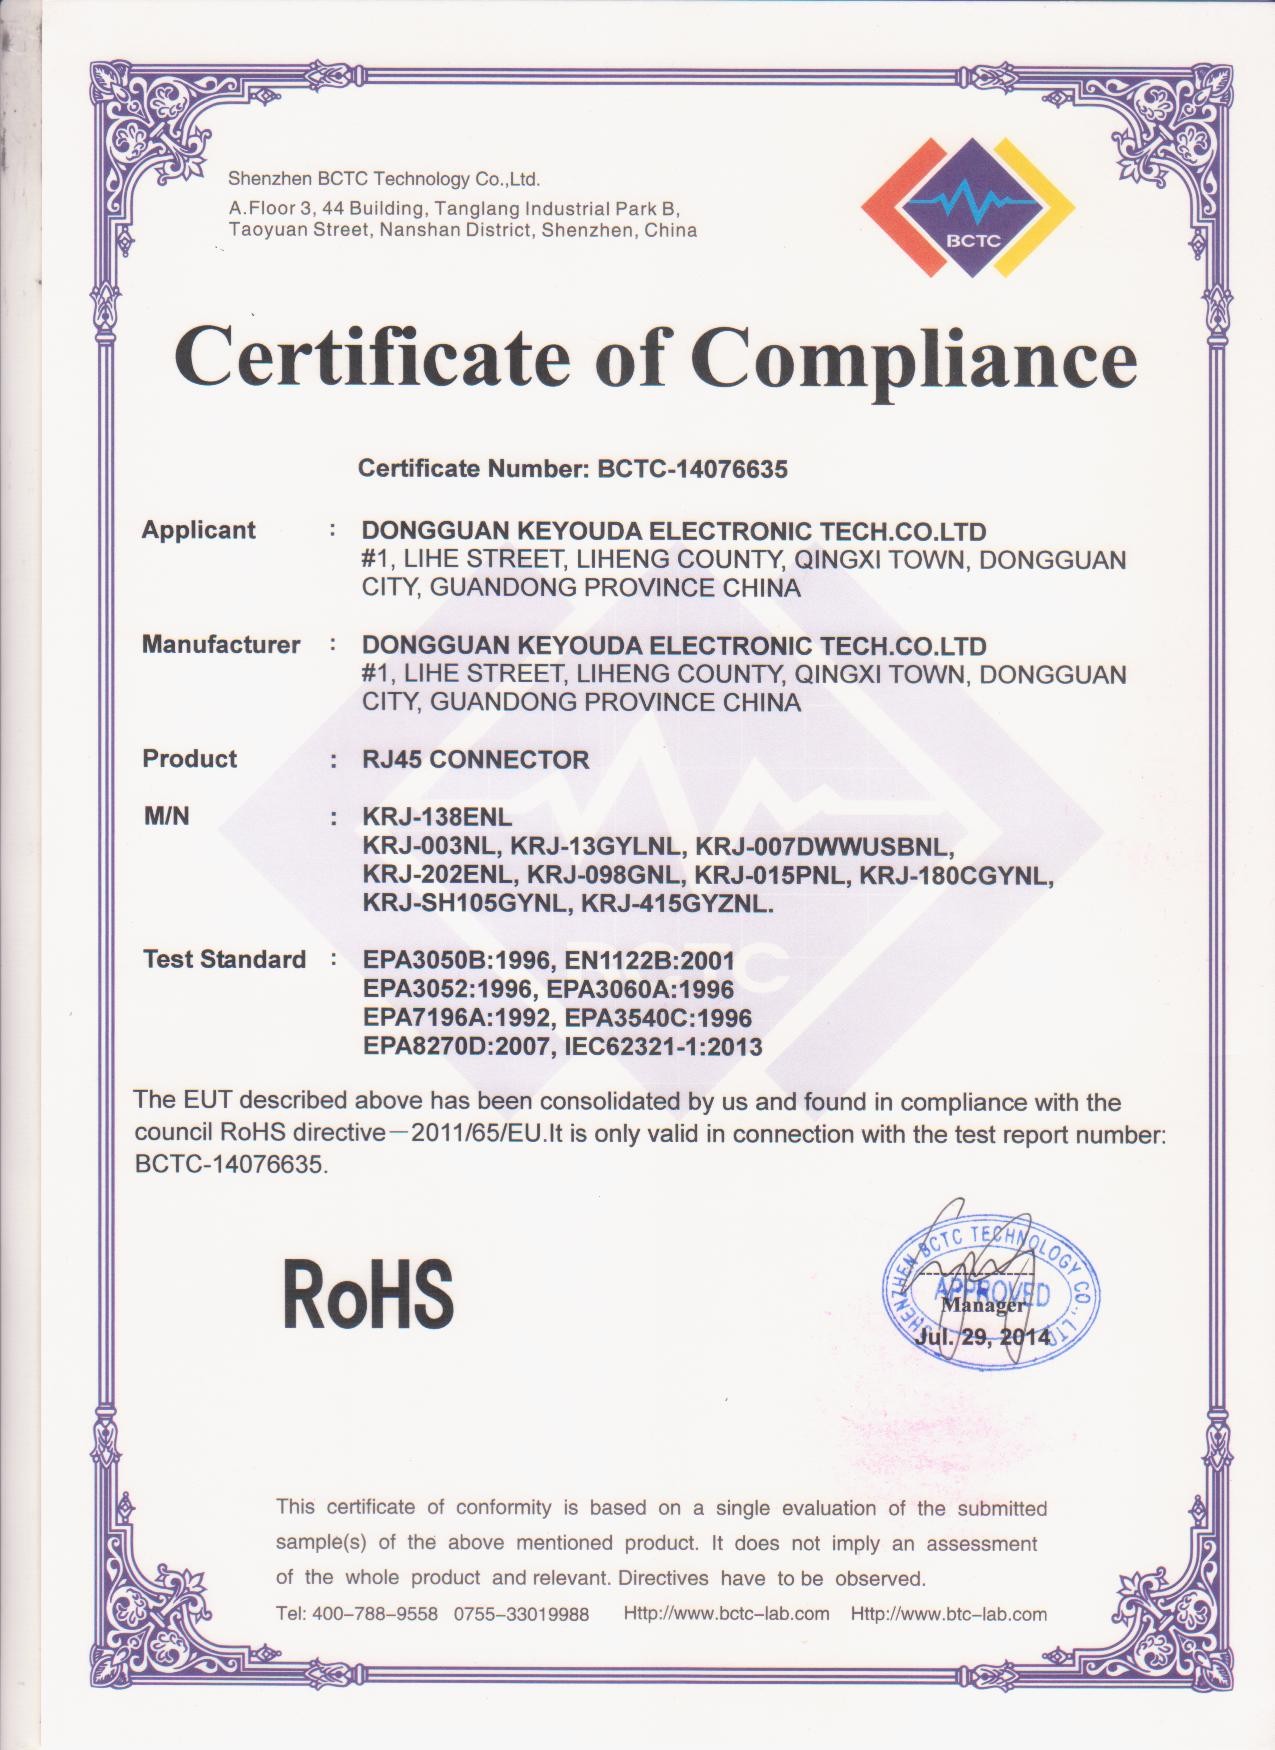 Shenzhen BCTC Technology Co.,Ltd.
A.Floor 3, 44 Building, Tanglang Industrial Park B,
Taoyuan Street, Nanshan District, Shenzhen, China
BCTC
Certificate of Compliance
Certificate Number: BCTC-14076635
Applicant : DONGGUAN KEYOUDA ELECTRONIC TECH.CO.LTD
#1, LIHE STREET, LIHENG COUNTY, QINGXI TOWN, DONGGUAN
CITY, GUANDONG PROVINCE CHINA
Manufacturer : DONGGUAN KEYOUDA ELECTRONIC TECH.CO.LTD
#1, LIHE STREET, LIHENG COUNTY, QINGXI TOWN, DONGGUAN
CITY, GUANDONG PROVINCE CHINA
Product : RJ45 CONNECTOR
M/N : KRJ-138ENL
KRJ-003NL, KRJ-13GYLNL, KRJ-007DWWUSBNL,
KRJ-202ENL, KRJ-098GNL, KRJ-015PNL, KRJ-180CGYNL,
KRJ-SH105GYNL, KRJ-415GYZNL.
Test Standard : EPA3050B:1996, EN1122B:2001
EPA3052:1996, EPA3060A:1996
EPA7196A:1992, EPA3540C:1996
EPA8270D:2007, IEC62321-1:2013
BCTC
The EUT described above has been consolidated by us and found in compliance with the
council RoHS directive－2011/65/EU.It is only valid in connection with the test report number:
BCTC-14076635.
RoHS
SHENZHEN BCTC TECHNOLOGY CO., LTD
APPROVED
Manager
Jul. 29, 2014
This certificate of conformity is based on a single evaluation of the submitted
sample(s) of the above mentioned product. It does not imply an assessment
of the whole product and relevant. Directives have to be observed.
Tel: 400–788–9558 0755–33019988 Http://www.bctc–lab.com Http://www.btc–lab.com